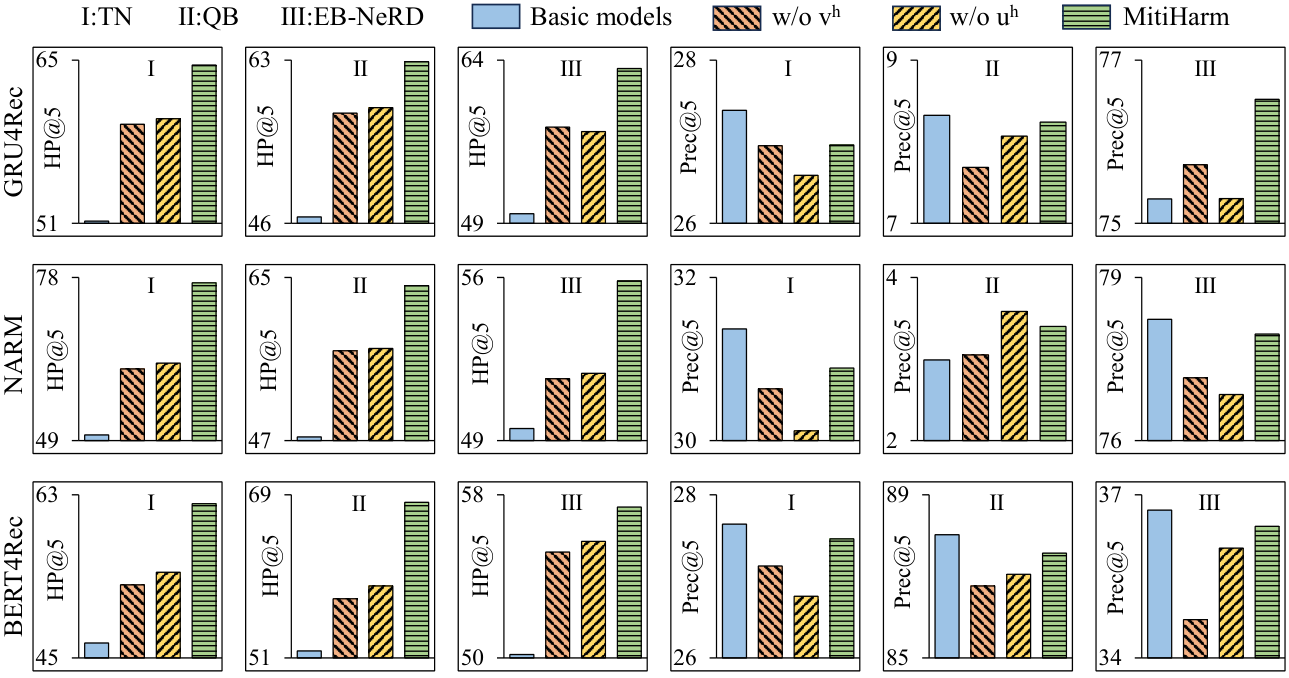 I:TN II:QB III:EB-NeRD Basic models w/o vʰ w/o uʰ MitiHarm
GRU4Rec
65 I HP@5 51
63 II HP@5 46
64 III HP@5 49
28 I Prec@5 26
9 II Prec@5 7
77 III Prec@5 75
NARM
78 I HP@5 49
65 II HP@5 47
56 III HP@5 49
32 I Prec@5 30
4 II Prec@5 2
79 III Prec@5 76
BERT4Rec
63 I HP@5 45
69 II HP@5 51
58 III HP@5 50
28 I Prec@5 26
89 II Prec@5 85
37 III Prec@5 34